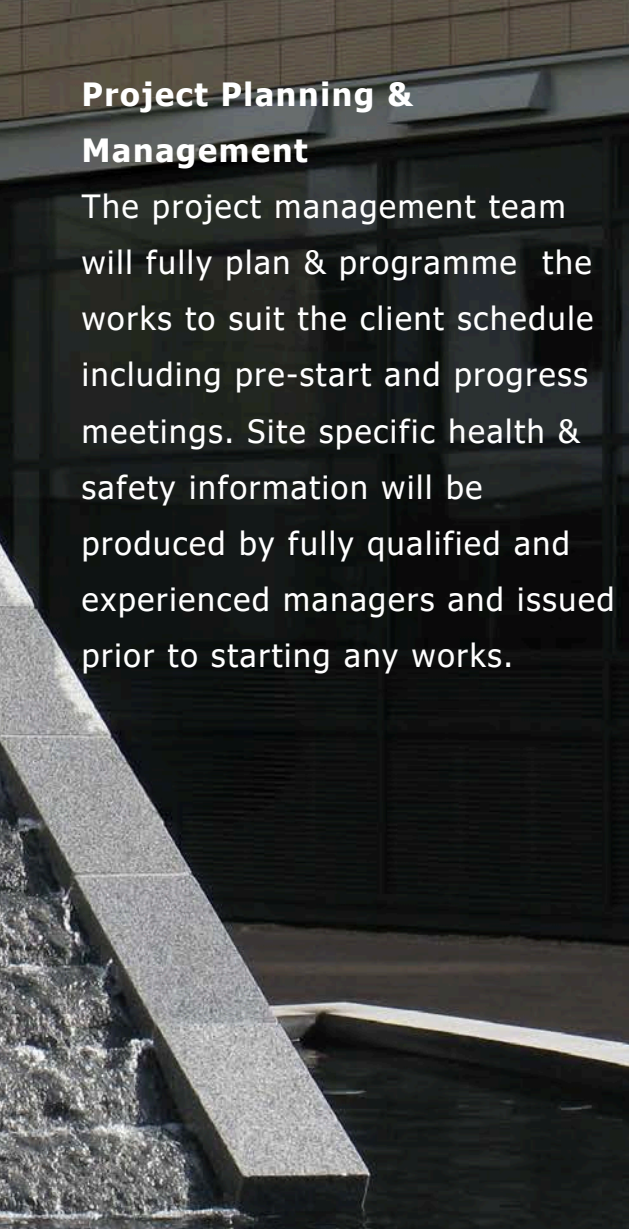 Project Planning &
Management
The project management team
will fully plan & programme  the
works to suit the client schedule
including pre-start and progress
meetings. Site specific health &
safety information will be
produced by fully qualified and
experienced managers and issued
prior to starting any works.